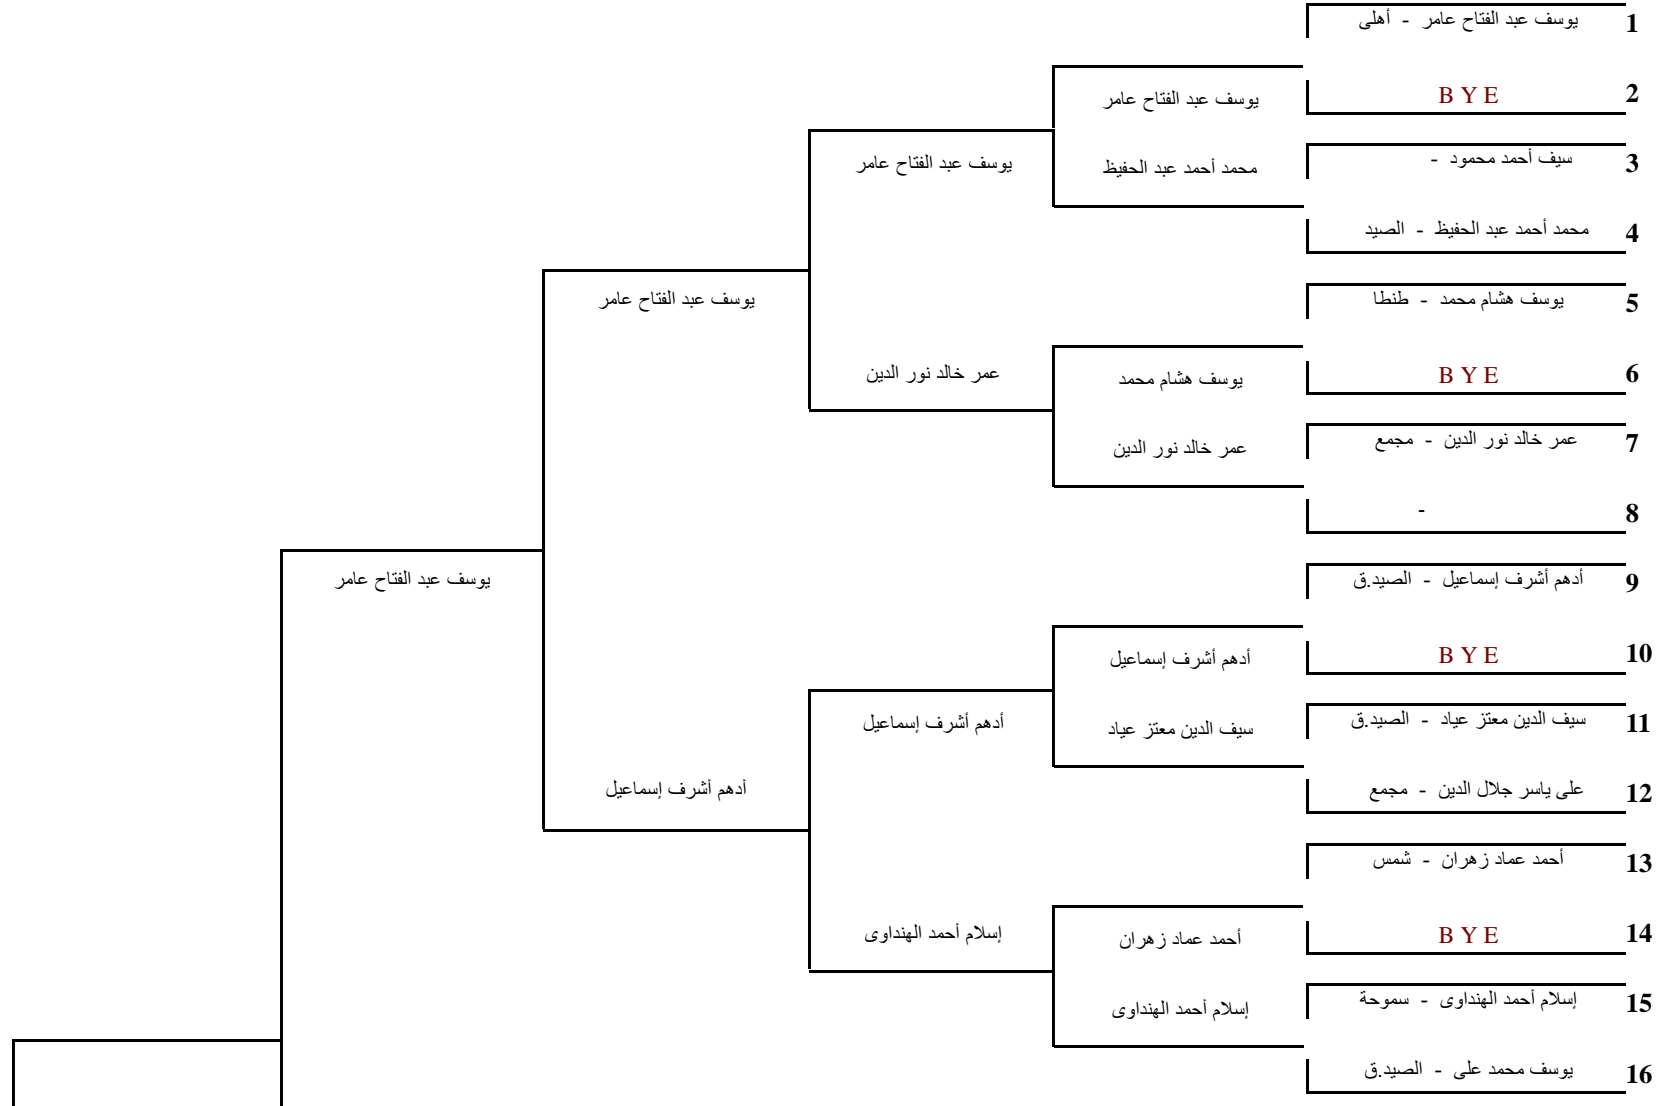 1 يوسف عبد الفتاح عامر - أهلى
2 BYE
3 سيف أحمد محمود -
4 محمد أحمد عبد الحفيظ - الصيد
5 يوسف هشام محمد - طنطا
6 BYE
7 عمر خالد نور الدين - مجمع
8 -
9 أدهم أشرف إسماعيل - الصيد.ق
10 BYE
11 سيف الدين معتز عياد - الصيد.ق
12 على ياسر جلال الدين - مجمع
13 أحمد عماد زهران - شمس
14 BYE
15 إسلام أحمد الهنداوى - سموحة
16 يوسف محمد على - الصيد.ق
يوسف عبد الفتاح عامر
محمد أحمد عبد الحفيظ
يوسف هشام محمد
عمر خالد نور الدين
أدهم أشرف إسماعيل
سيف الدين معتز عياد
أحمد عماد زهران
إسلام أحمد الهنداوى
يوسف عبد الفتاح عامر
عمر خالد نور الدين
أدهم أشرف إسماعيل
إسلام أحمد الهنداوى
يوسف عبد الفتاح عامر
أدهم أشرف إسماعيل
يوسف عبد الفتاح عامر